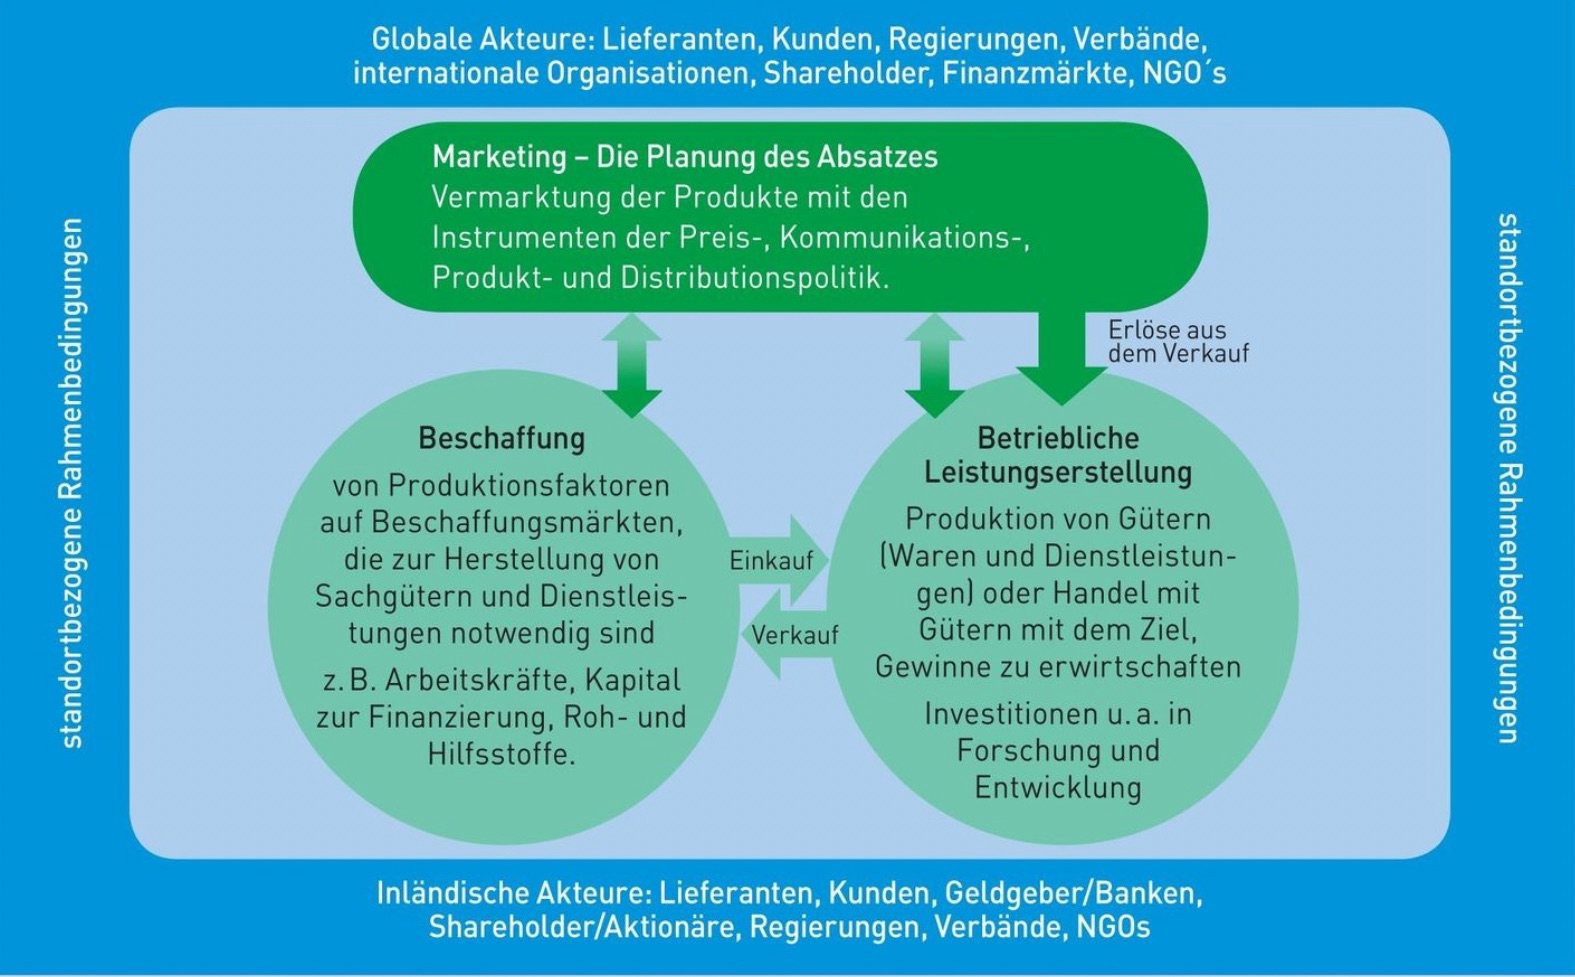 Globale Akteure: Lieferanten, Kunden, Regierungen, Verbände,
internationale Organisationen, Shareholder, Finanzmärkte, NGO´s
standortbezogene Rahmenbedingungen
Marketing – Die Planung des Absatzes
Vermarktung der Produkte mit den
Instrumenten der Preis-, Kommunikations-,
Produkt- und Distributionspolitik.
Erlöse aus
dem Verkauf
Beschaffung
von Produktionsfaktoren
auf Beschaffungsmärkten,
die zur Herstellung von
Sachgütern und Dienstleis-
tungen notwendig sind
z. B. Arbeitskräfte, Kapital
zur Finanzierung, Roh- und
Hilfsstoffe.
Einkauf
Verkauf
Betriebliche
Leistungserstellung
Produktion von Gütern
(Waren und Dienstleistun-
gen) oder Handel mit
Gütern mit dem Ziel,
Gewinne zu erwirtschaften
Investitionen u. a. in
Forschung und
Entwicklung
standortbezogene Rahmenbedingungen
Inländische Akteure: Lieferanten, Kunden, Geldgeber/Banken,
Shareholder/Aktionäre, Regierungen, Verbände, NGOs